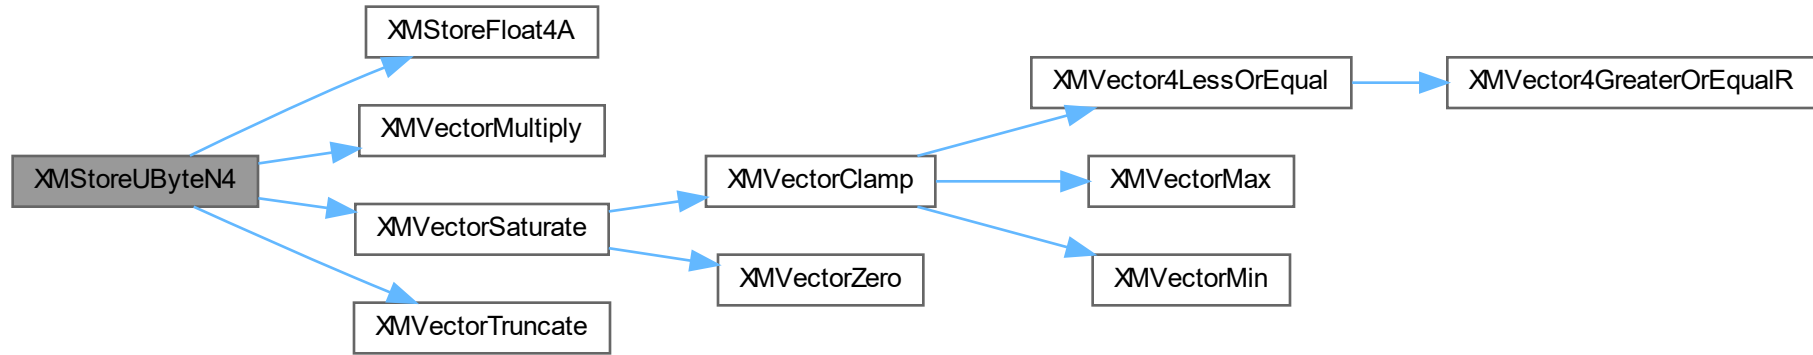 XMStoreUByteN4
XMStoreFloat4A
XMVectorMultiply
XMVectorSaturate
XMVectorTruncate
XMVectorClamp
XMVectorZero
XMVector4LessOrEqual
XMVectorMax
XMVectorMin
XMVector4GreaterOrEqualR